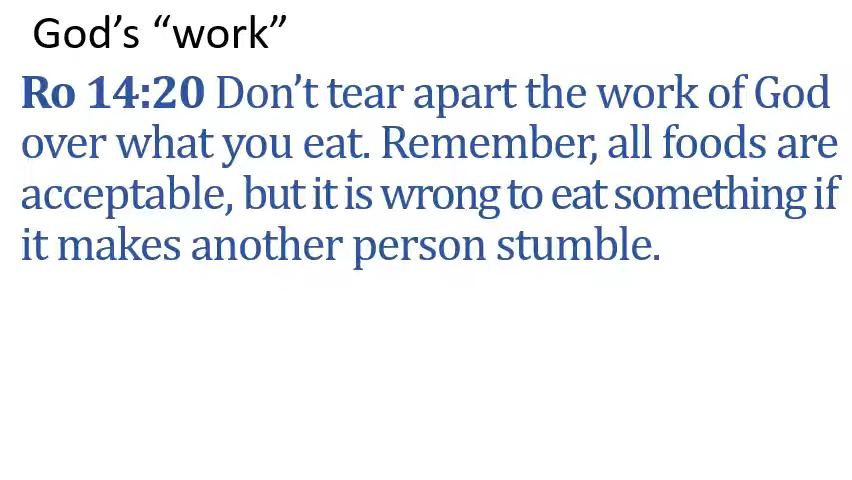 God’s “work”
Ro 14:20 Don’t tear apart the work of God
over what you eat. Remember, all foods are
acceptable, but it is wrong to eat something if
it makes another person stumble.